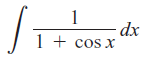 ∫ 1/(1 + cos x) dx